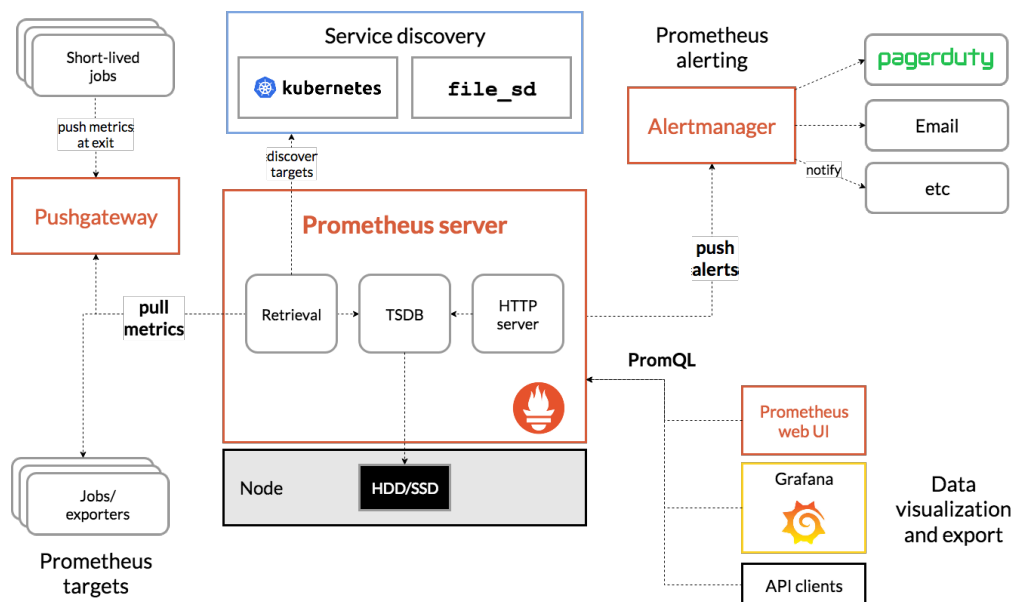 Short-lived
jobs
push metrics
at exit
Pushgateway
pull
metrics
Jobs/
exporters
Prometheus
targets
Service discovery
kubernetes
file_sd
discover
targets
Prometheus server
Retrieval
TSDB
HTTP
server
Node
HDD/SSD
Prometheus
alerting
Alertmanager
pagerduty
Email
notify
etc
push
alerts
PromQL
Prometheus
web UI
Grafana
API clients
Data
visualization
and export